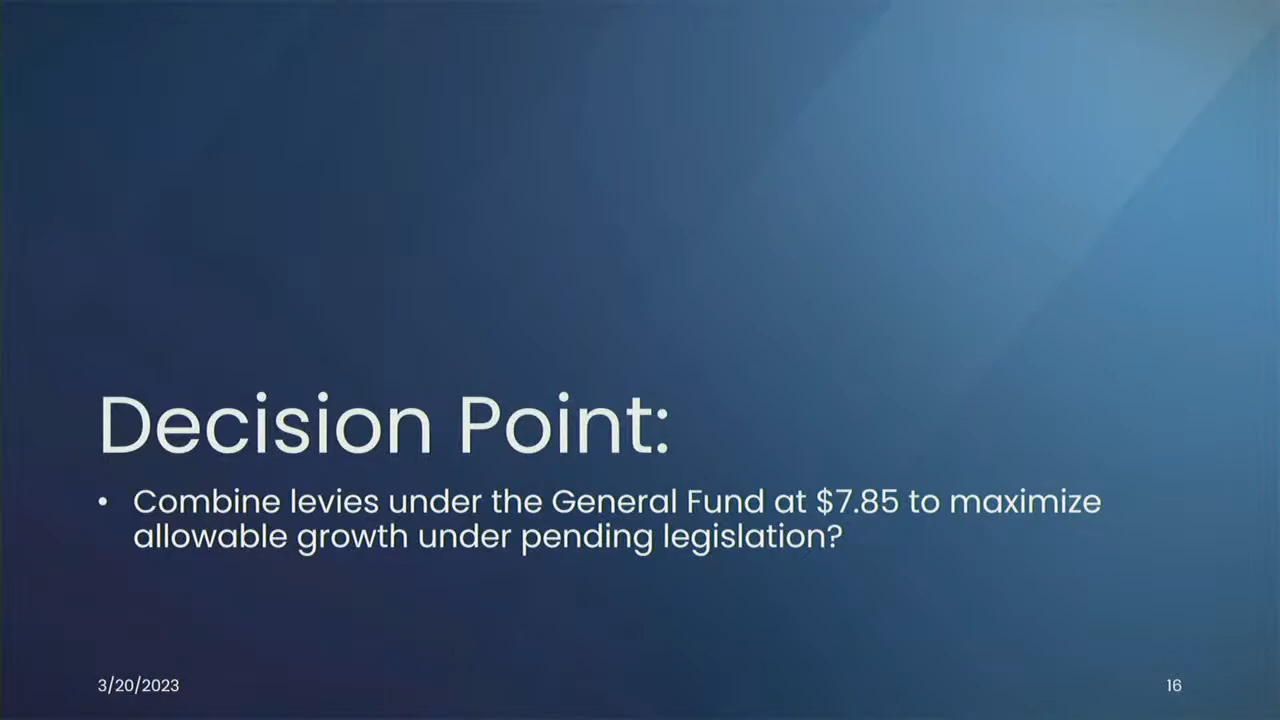 Decision Point:
• Combine levies under the General Fund at $7.85 to maximize
allowable growth under pending legislation?
3/20/2023
16